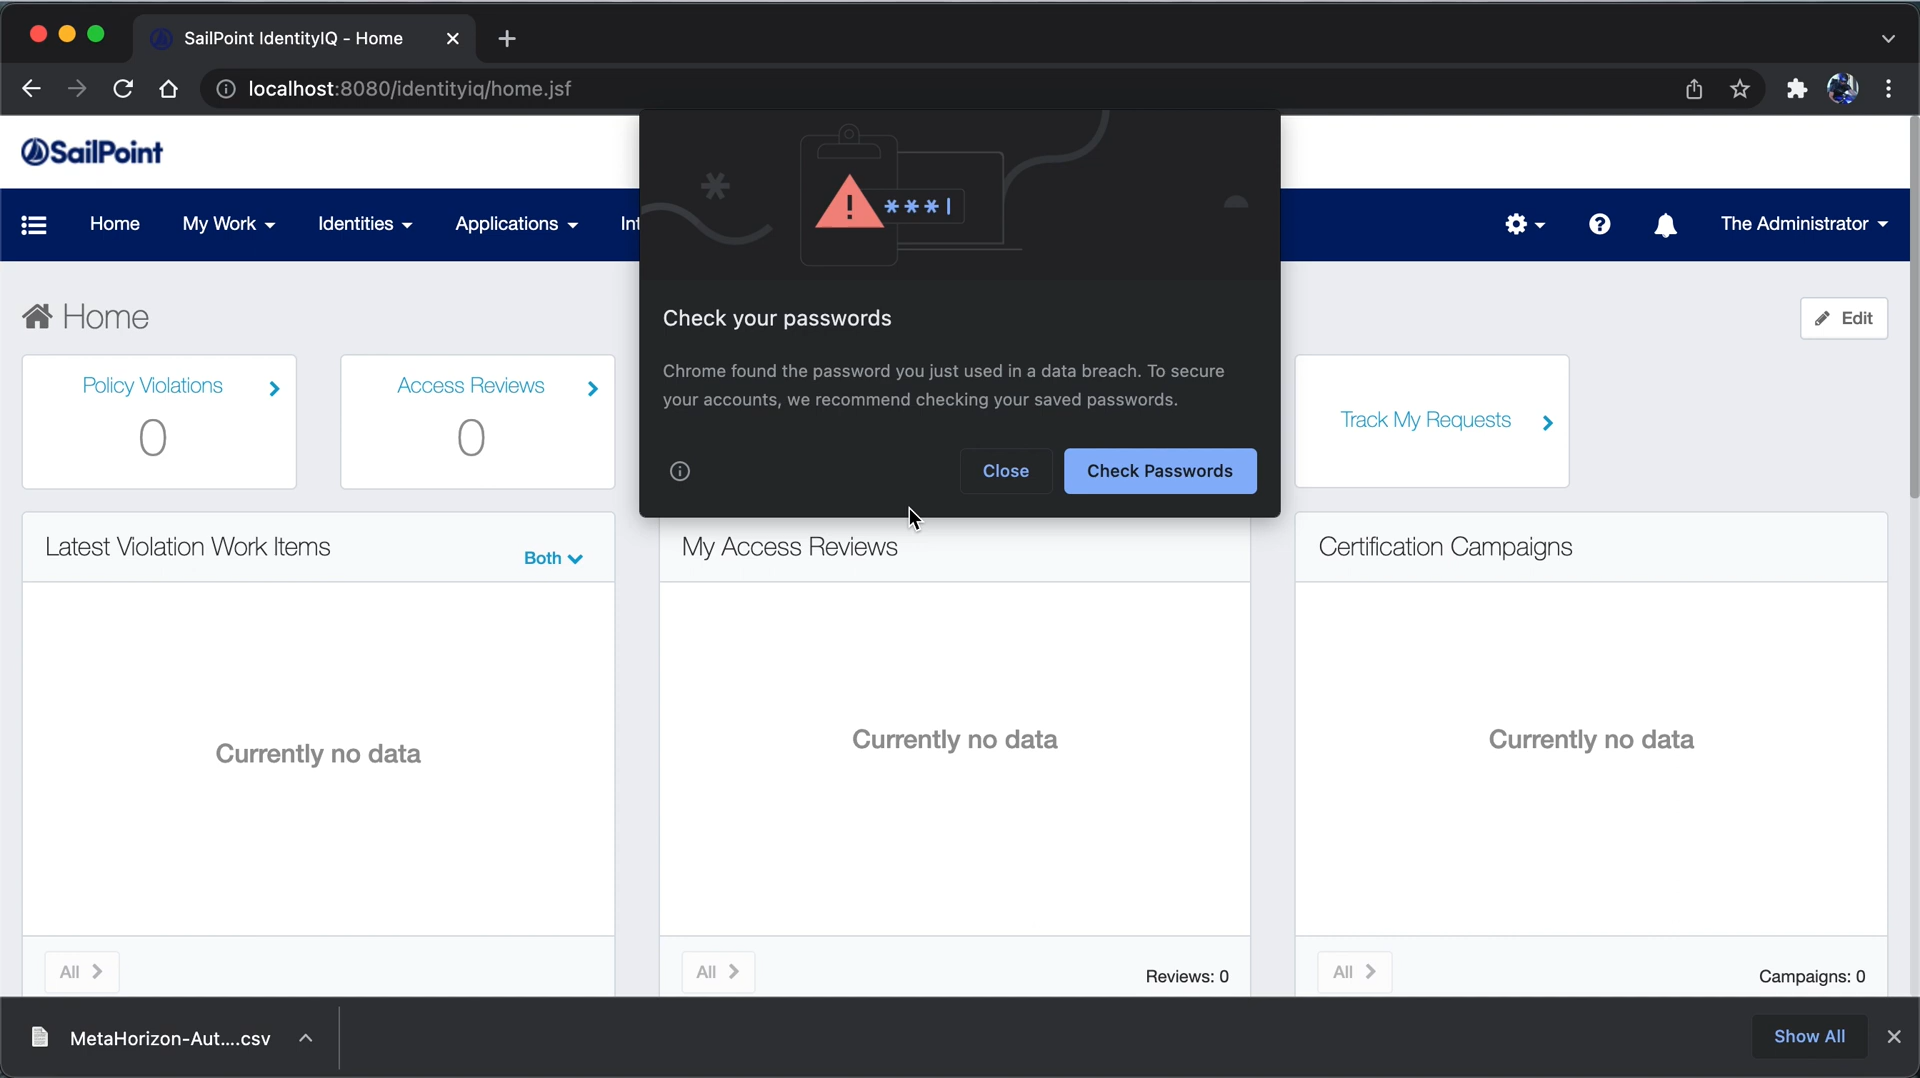 SailPoint IdentityIQ - Home
localhost:8080/identityiq/home.jsf
SailPoint
Home My Work Identities Applications Int
The Administrator
Home
Edit
Policy Violations
0
Access Reviews
0
***
Check your passwords
Chrome found the password you just used in a data breach. To secure
your accounts, we recommend checking your saved passwords.
Close Check Passwords
Track My Requests
Latest Violation Work Items
Both
Currently no data
All
My Access Reviews
Currently no data
All
Reviews: 0
Certification Campaigns
Currently no data
All
Campaigns: 0
MetaHorizon-Aut....csv
Show All